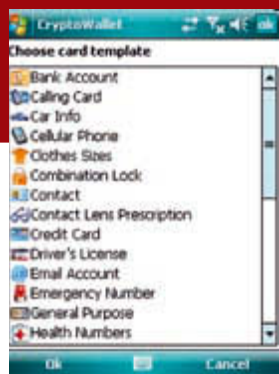 CryptoWallet ok
Choose card template
Bank Account
Calling Card
Car Info
Cellular Phone
Clothes Sizes
Combination Lock
Contact
Contact Lens Prescription
Credit Card
Driver's License
Email Account
Emergency Number
General Purpose
Health Numbers
Ok Cancel